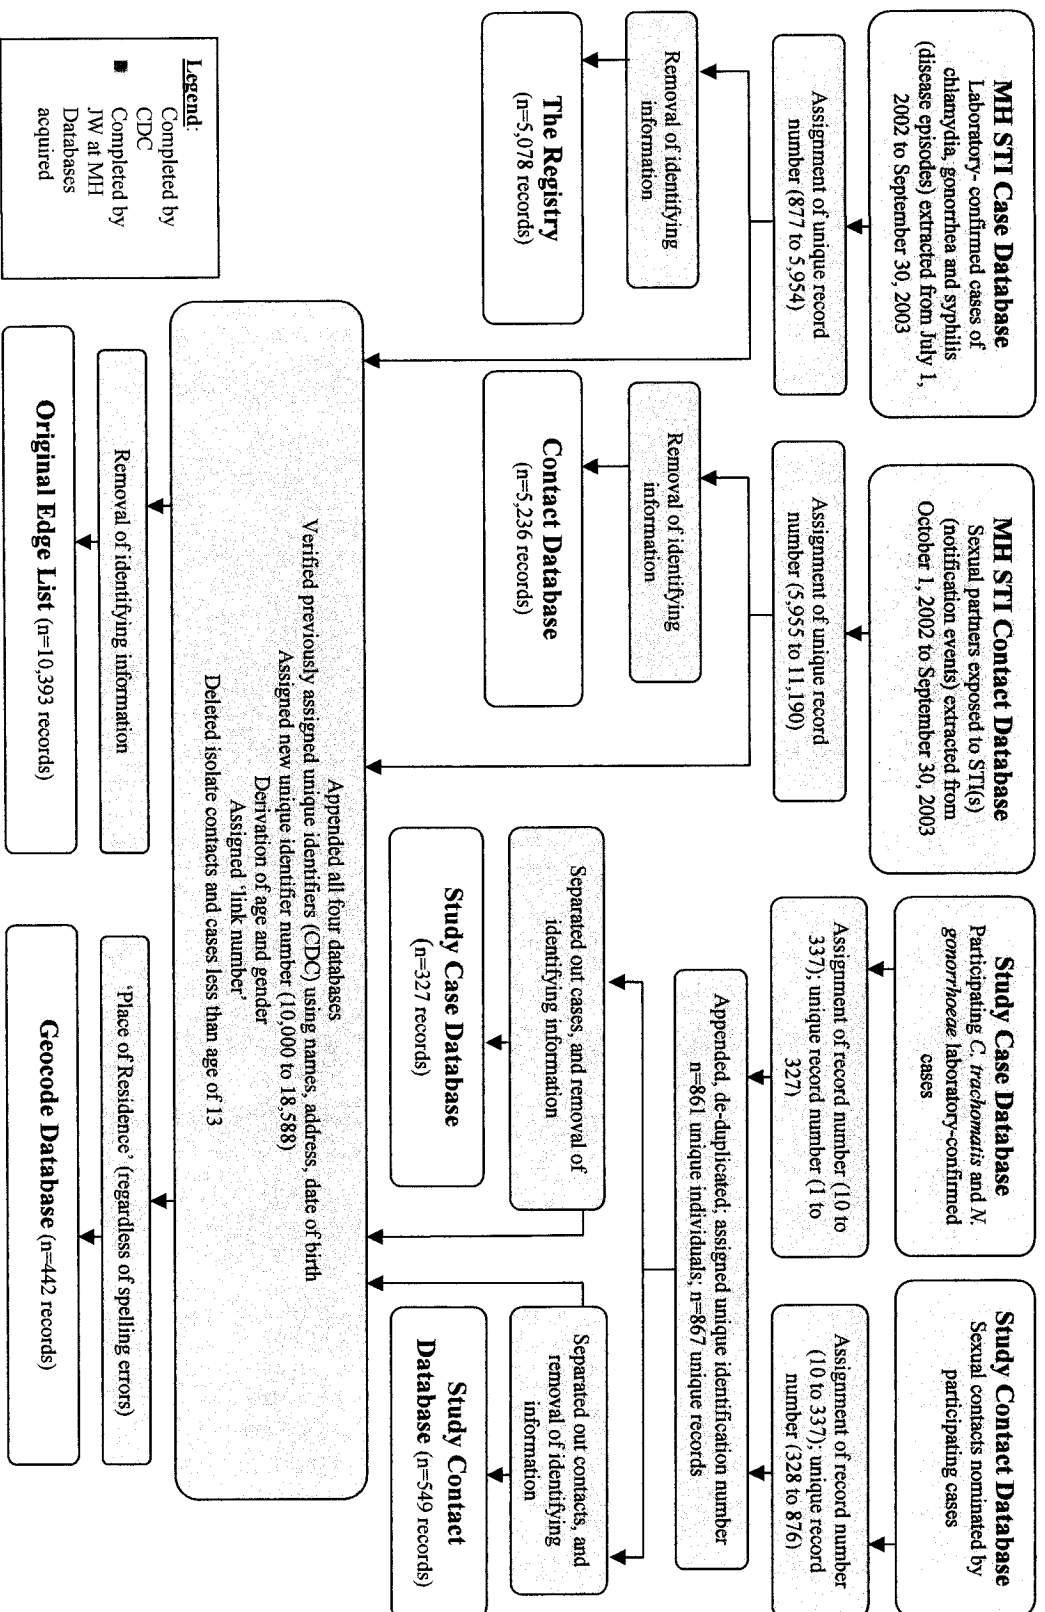 MH STI Case Database
Laboratory- confirmed cases of
chlamydia, gonorrhea and syphilis
(disease episodes) extracted from July 1,
2002 to September 30, 2003
MH STI Contact Database
Sexual partners exposed to STI(s)
(notification events) extracted from
October 1, 2002 to September 30, 2003
Study Case Database
Participating C. trachomatis and N.
gonorrhoeae laboratory-confirmed
cases
Study Contact Database
Sexual contacts nominated by
participating cases
Assignment of unique record
number (877 to 5,954)
Assignment of unique record
number (5,955 to 11,190)
Assignment of record number (10 to
337); unique record number (1 to
327)
Assignment of record number
(10 to 337); unique record
number (328 to 876)
Removal of identifying
information
Removal of identifying
information
Appended, de-duplicated; assigned unique identification number
n=861 unique individuals; n=867 unique records
The Registry
(n=5,078 records)
Contact Database
(n=5,236 records)
Separated out cases, and removal of
identifying information
Separated out contacts, and
removal of identifying
information
Study Case Database
(n=327 records)
Study Contact
Database (n=549 records)
Appended all four databases
Verified previously assigned unique identifiers (CDC) using names, address, date of birth
Assigned new unique identifier number (10,000 to 18,588)
Derivation of age and gender
Assigned 'link number'
Deleted isolate contacts and cases less than age of 13
Removal of identifying information
'Place of Residence' (regardless of spelling errors)
Original Edge List (n=10,393 records)
Geocode Database (n=442 records)
Legend:
Completed by
CDC
Completed by
JW at MH
Databases
acquired